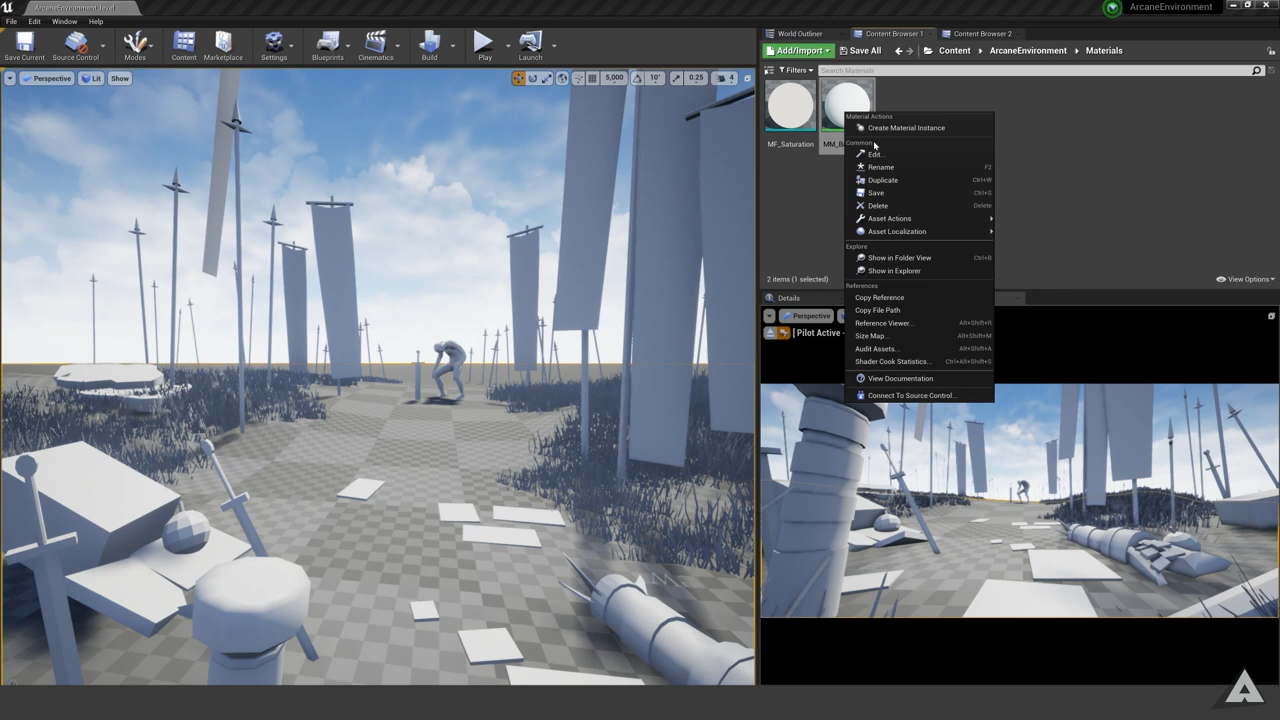 ArcaneEnvironment_level
ArcaneEnvironment
File Edit Window Help
World Outliner Content Browser 1 Content Browser 2
Save Current Source Control Modes Content Marketplace Settings Blueprints Cinematics Build Play Launch
Add/Import Save All Content ArcaneEnvironment Materials
Filters Search Materials
Perspective Lit Show 5,000 10° 0.25 4
MF_Saturation
Material Actions
Create Material Instance
Common
Edit...
Rename F2
Duplicate Ctrl+W
Save Ctrl+S
Delete Delete
Asset Actions
Asset Localization
Explore
Show in Folder View Ctrl+B
Show in Explorer
References
Copy Reference
Copy File Path
Reference Viewer... Alt+Shift+R
Size Map... Alt+Shift+M
Audit Assets... Alt+Shift+A
Shader Cook Statistics... Ctrl+Alt+Shift+S
View Documentation
Connect To Source Control...
2 items (1 selected) View Options
Details
Perspective
[ Pilot Active -